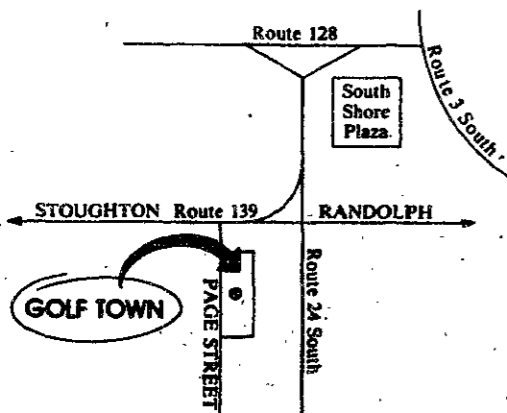 Route 128
Route 3 South
South
Shore
Plaza
STOUGHTON Route 139 RANDOLPH
GOLF TOWN
PAGE STREET
Route 24 South